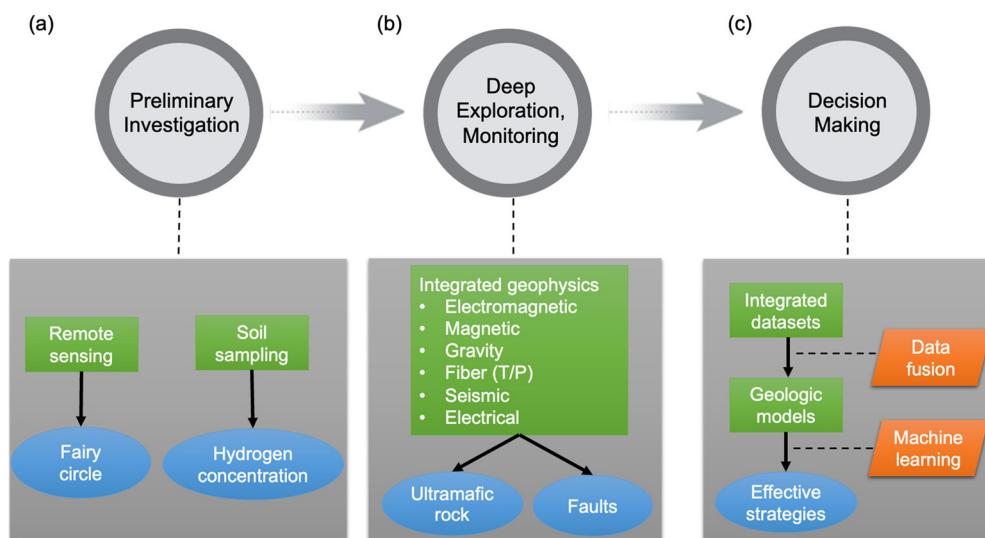 (a)
Preliminary
Investigation
(b)
Deep
Exploration,
Monitoring
(c)
Decision
Making
Remote
sensing
Soil
sampling
Fairy
circle
Hydrogen
concentration
Integrated geophysics
• Electromagnetic
• Magnetic
• Gravity
• Fiber (T/P)
• Seismic
• Electrical
Ultramafic
rock
Faults
Integrated
datasets
Data
fusion
Geologic
models
Machine
learning
Effective
strategies